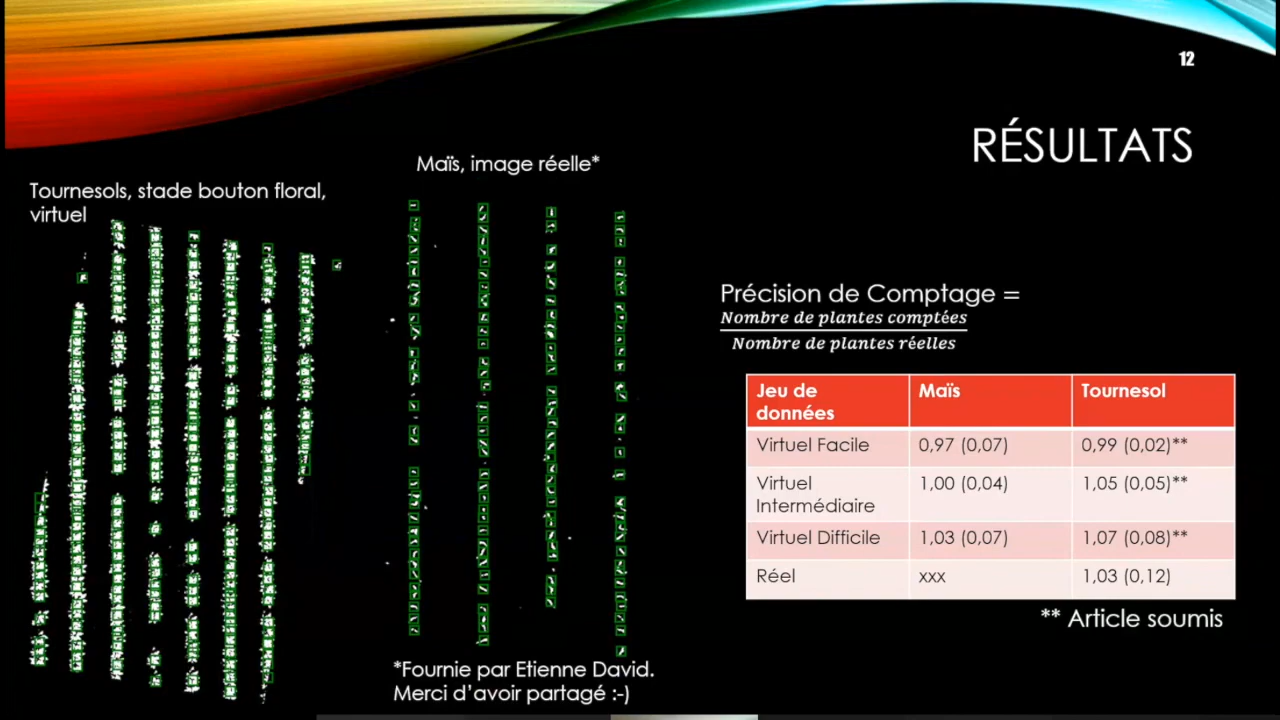 12
RÉSULTATS
Maïs, image réelle*
Tournesols, stade bouton floral,
virtuel
Précision de Comptage =
Nombre de plantes comptées
Nombre de plantes réelles
Jeu de données Maïs Tournesol
Virtuel Facile 0,97 (0,07) 0,99 (0,02)**
Virtuel Intermédiaire 1,00 (0,04) 1,05 (0,05)**
Virtuel Difficile 1,03 (0,07) 1,07 (0,08)**
Réel xxx 1,03 (0,12)
** Article soumis
*Fournie par Etienne David.
Merci d'avoir partagé :-)